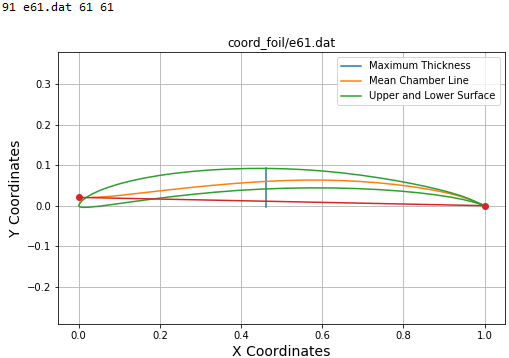 91 e61.dat 61 61
coord_foil/e61.dat
Maximum Thickness
Mean Chamber Line
Upper and Lower Surface
Y Coordinates
0.3
0.2
0.1
0.0
−0.1
−0.2
0.0 0.2 0.4 0.6 0.8 1.0
X Coordinates